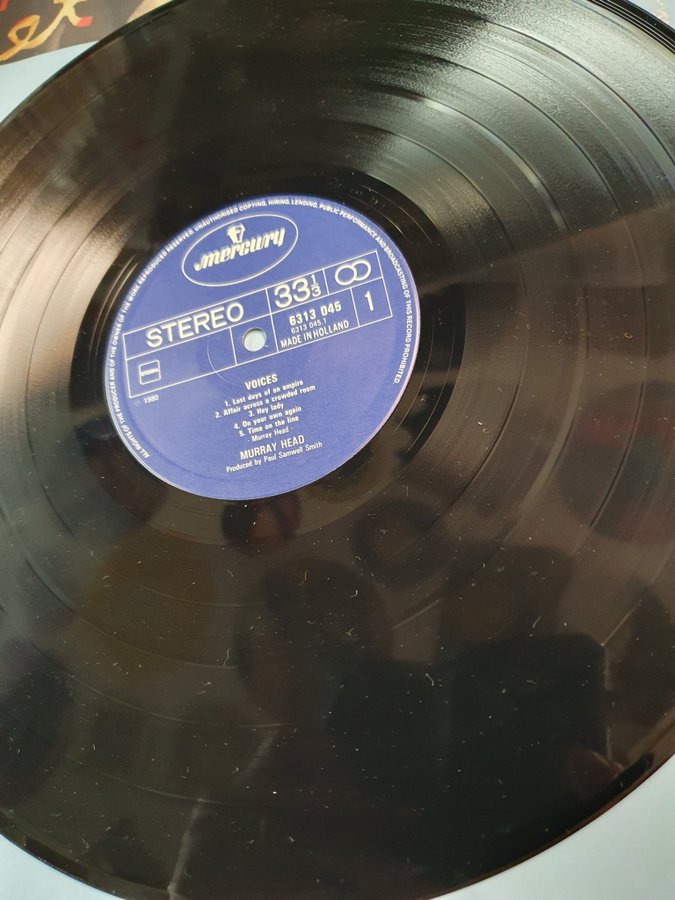 ALL RIGHTS OF THE PRODUCER AND OF THE OWNER OF THE WORK REPRODUCED RESERVED UNAUTHORISED COPYING, HIRING, LENDING, PUBLIC PERFORMANCE AND BROADCASTING OF THIS RECORD PROHIBITED.
mercury
STEREO
33 1/3
6313 045
6313 045.1
MADE IN HOLLAND
1
STEMRA
℗ 1980
VOICES
1. Last days of an empire
2. Affair across a crowded room
3. Hey lady
4. On your own again
5. Time on the line
- Murray Head -
MURRAY HEAD
Produced by Paul Samwell Smith